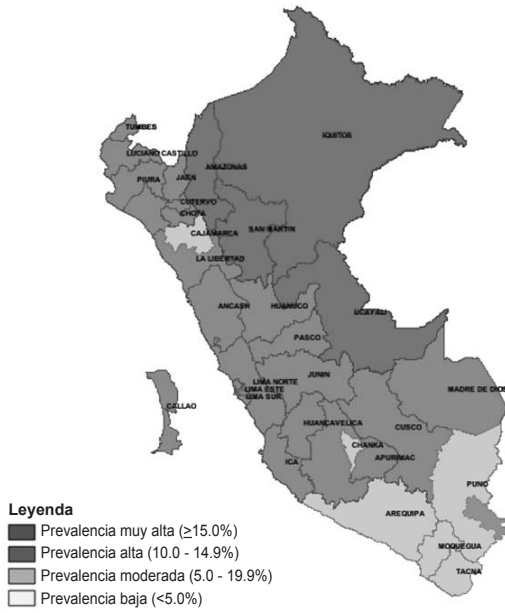 TUMBES
IQUITOS
LUCIANO CASTILLO
AMAZONAS
PIURA
JAEN
CUTERVO
CHOTA
CAJAMARCA
SAN MARTIN
LA LIBERTAD
ANCASH
HUANUCO
UCAYALI
PASCO
LIMA NORTE
JUNIN
LIMA ESTE
LIMA SUR
MADRE DE DIOS
CALLAO
HUANCAVELICA
CUSCO
CHANKA
APURIMAC
ICA
PUNO
AREQUIPA
MOQUEGUA
TACNA
Leyenda
Prevalencia muy alta (≥15.0%)
Prevalencia alta (10.0 - 14.9%)
Prevalencia moderada (5.0 - 19.9%)
Prevalencia baja (<5.0%)